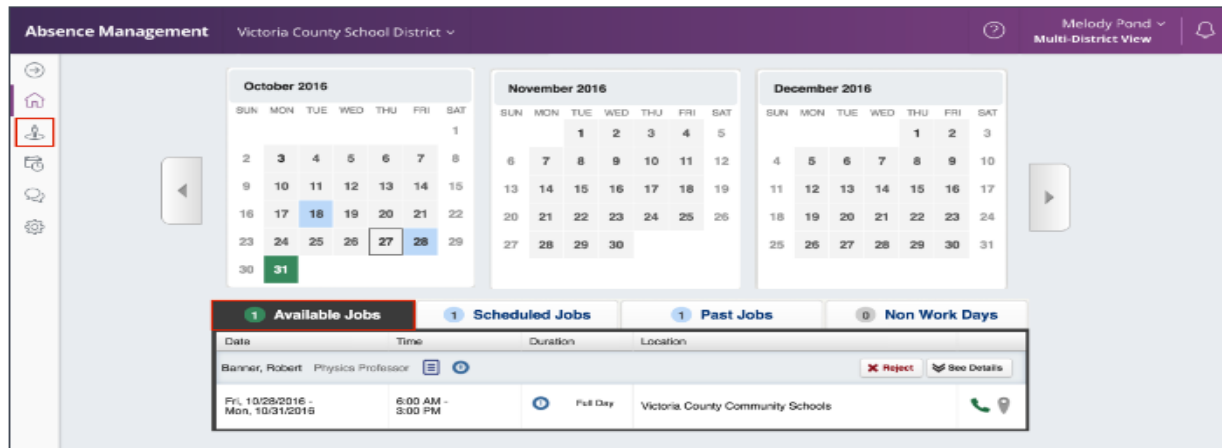 Absence Management Victoria County School District Melody Pond
Multi-District View
October 2016 November 2016 December 2016
SUN MON TUE WED THU FRI SAT SUN MON TUE WED THU FRI SAT SUN MON TUE WED THU FRI SAT
1 1 2 3 4 5 1 2 3
2 3 4 5 6 7 8 6 7 8 9 10 11 12 4 5 6 7 8 9 10
9 10 11 12 13 14 15 13 14 15 16 17 18 19 11 12 13 14 15 16 17
16 17 18 19 20 21 22 20 21 22 23 24 25 26 18 19 20 21 22 23 24
23 24 25 26 27 28 29 27 28 29 30 25 26 27 28 29 30 31
30 31
1 Available Jobs 1 Scheduled Jobs 1 Past Jobs 0 Non Work Days
Date Time Duration Location
Banner, Robert Physics Professor Reject See Details
Fri, 10/28/2016 - 6:00 AM - Full Day Victoria County Community Schools
Mon, 10/31/2016 3:00 PM